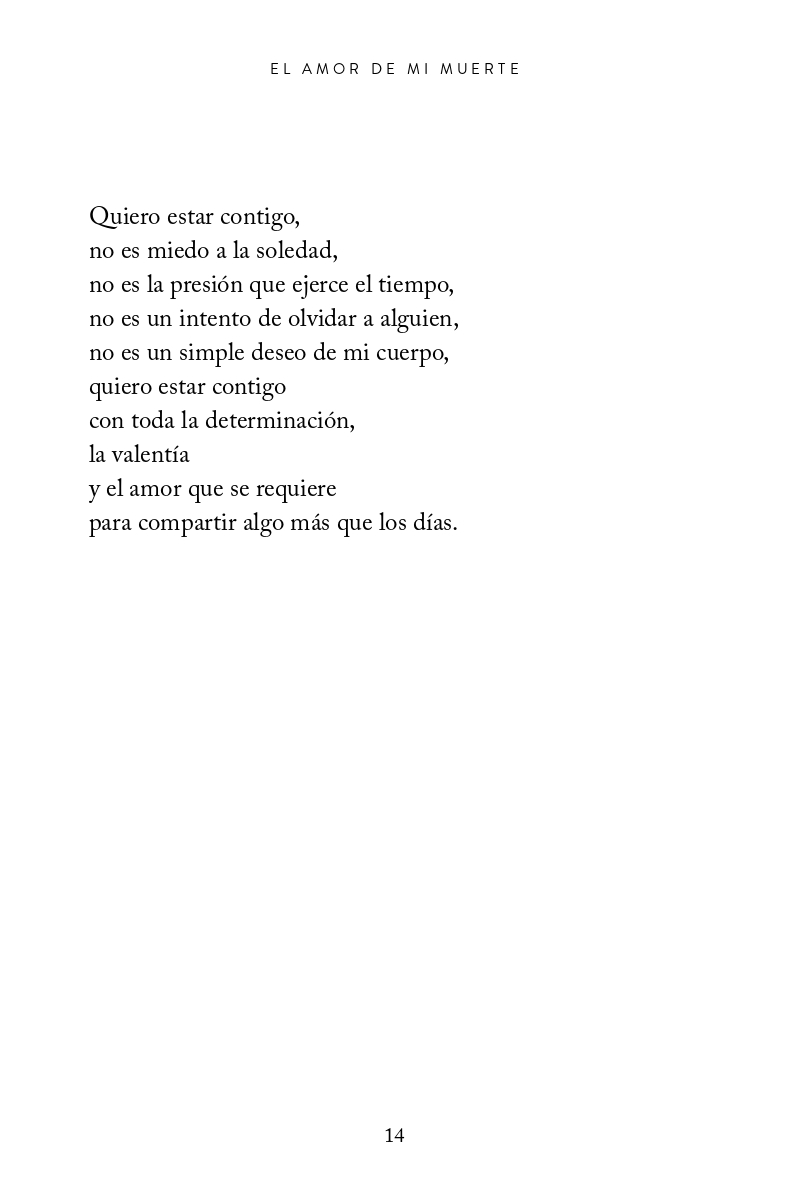 EL AMOR DE MI MUERTE
Quiero estar contigo,
no es miedo a la soledad,
no es la presión que ejerce el tiempo,
no es un intento de olvidar a alguien,
no es un simple deseo de mi cuerpo,
quiero estar contigo
con toda la determinación,
la valentía
y el amor que se requiere
para compartir algo más que los días.
14